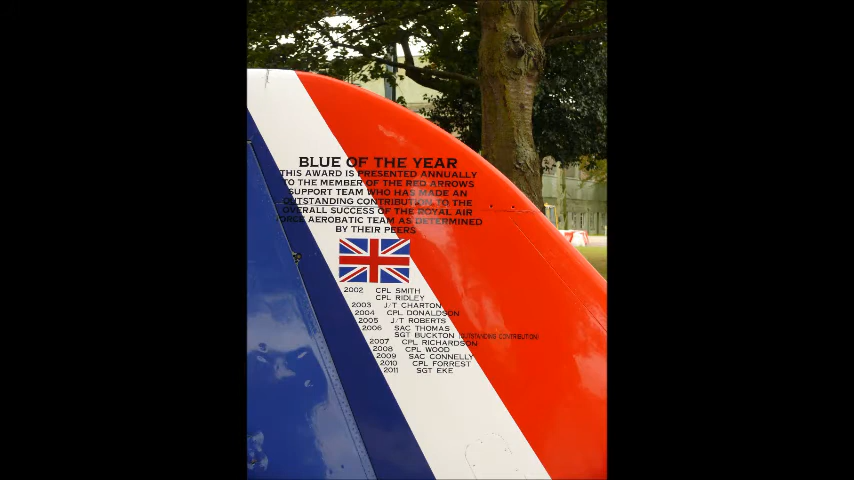 BLUE OF THE YEAR
THIS AWARD IS PRESENTED ANNUALLY
TO THE MEMBER OF THE RED ARROWS
SUPPORT TEAM WHO HAS MADE AN
OUTSTANDING CONTRIBUTION TO THE
OVERALL SUCCESS OF THE ROYAL AIR
FORCE AEROBATIC TEAM AS DETERMINED
BY THEIR PEERS
2002 CPL SMITH
CPL RIDLEY
2003 J/T CHARTON
2004 CPL DONALDSON
2005 J/T ROBERTS
2006 SAC THOMAS
SGT BUCKTON (OUTSTANDING CONTRIBUTION)
2007 CPL RICHARDSON
2008 CPL WOOD
2009 SAC CONNELLY
2010 CPL FORREST
2011 SGT EKE